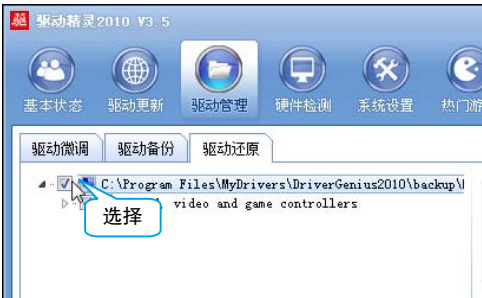 驱动精灵2010 V3.5
基本状态 驱动更新 驱动管理 硬件检测 系统设置 热门游
驱动微调 驱动备份 驱动还原
C:\Program Files\MyDrivers\DriverGenius2010\backup\
video and game controllers
选择